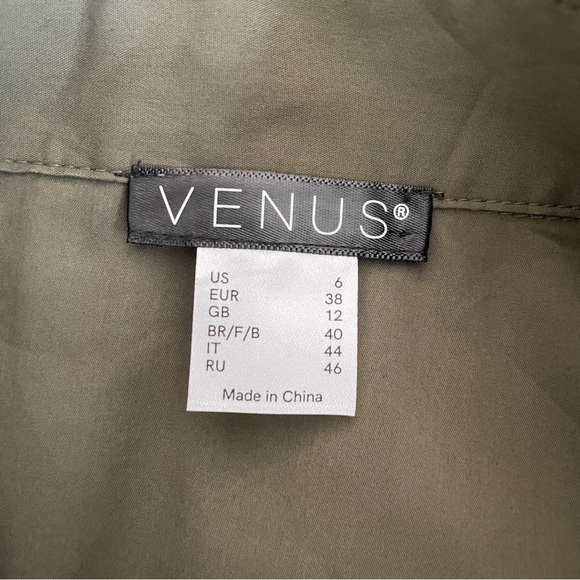 VENUS®
US 6
EUR 38
GB 12
BR/F/B 40
IT 44
RU 46
Made in China